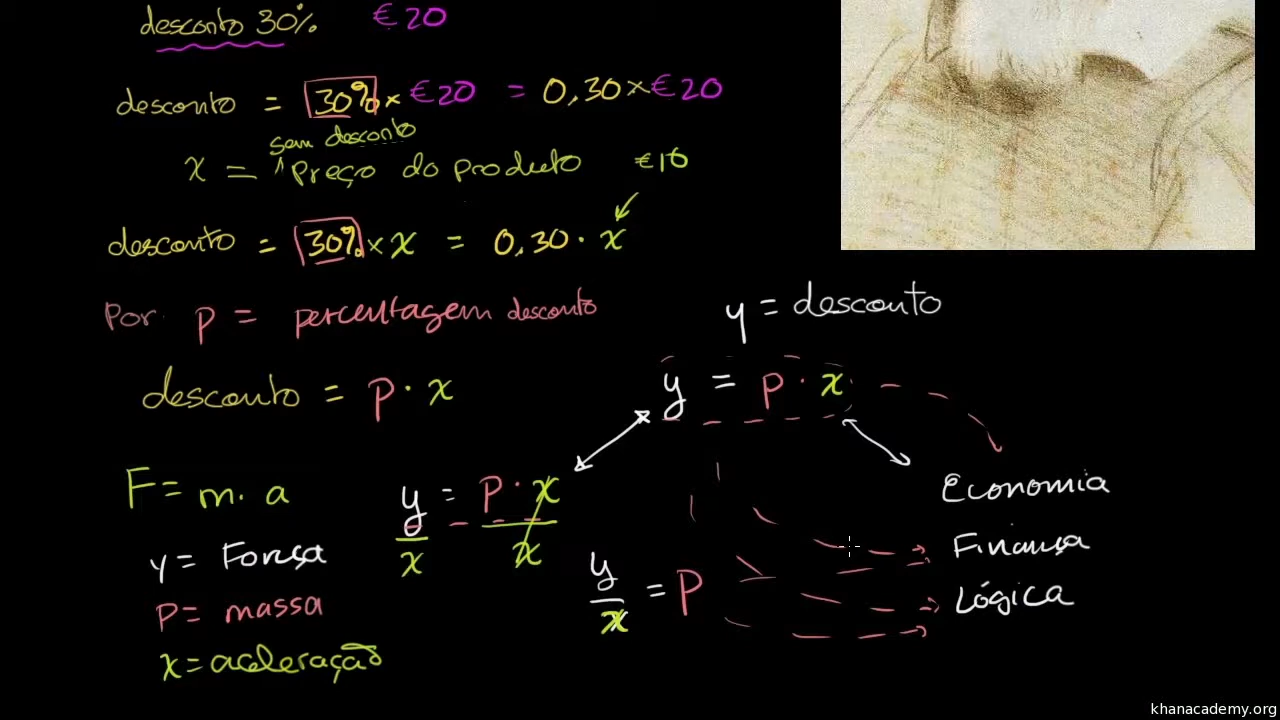 desconto 30% €20
desconto = 30% × €20 = 0,30 × €20
sem desconto
x = ^ Preço do produto €10
desconto = 30% × x = 0,30 · x
Por p = percentagem desconto
y = desconto
desconto = p · x
y = p · x
F = m. a
y = Força
P = massa
x = aceleração
y/x = p · x/x
y/x = p
Economia
Finança
Lógica
khanacademy.org